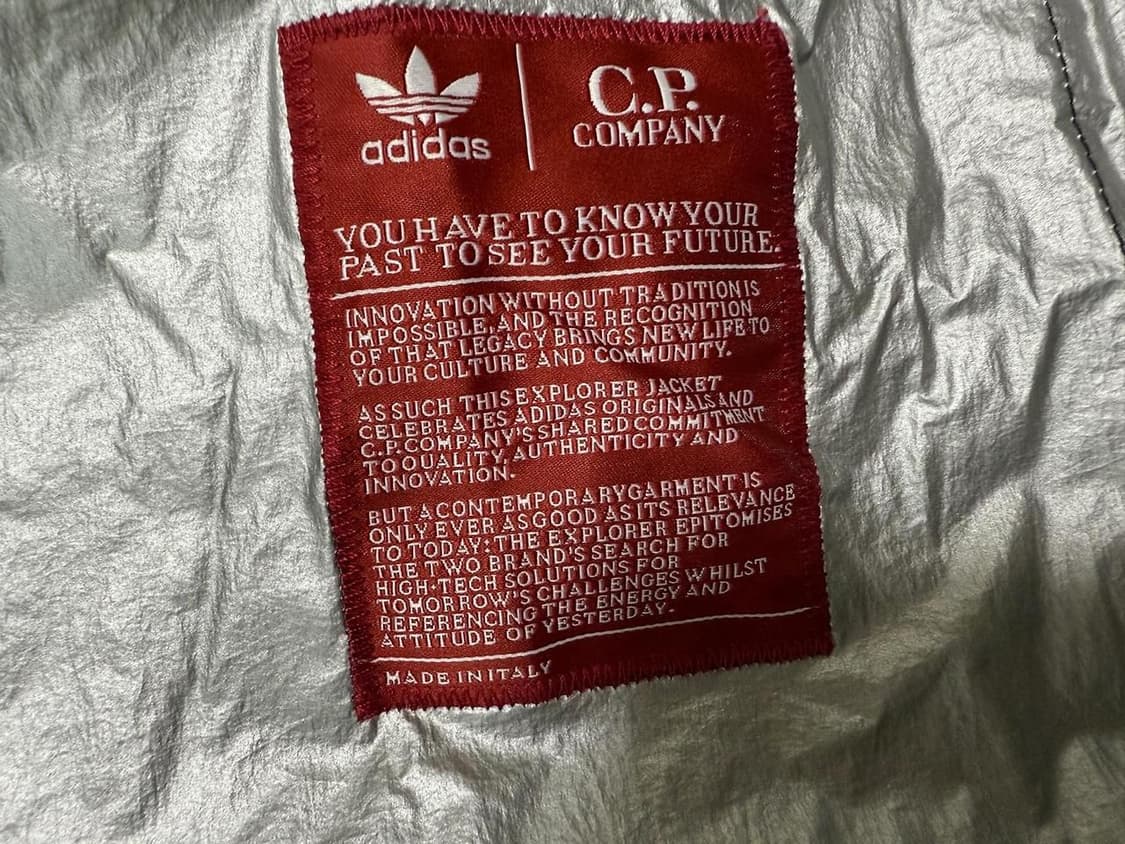 adidas
C.P.
COMPANY
YOU HAVE TO KNOW YOUR
PAST TO SEE YOUR FUTURE.
INNOVATION WITHOUT TRADITION IS
IMPOSSIBLE, AND THE RECOGNITION
OF THAT LEGACY BRINGS NEW LIFE TO
YOUR CULTURE AND COMMUNITY.
AS SUCH THIS EXPLORER JACKET
CELEBRATES ADIDAS ORIGINALS AND
C.P.COMPANY'S SHARED COMMITMENT
TO QUALITY, AUTHENTICITY AND
INNOVATION.
BUT A CONTEMPORARY GARMENT IS
ONLY EVER AS GOOD AS ITS RELEVANCE
TO TODAY: THE EXPLORER EPITOMISES
THE TWO BRAND'S SEARCH FOR
HIGH-TECH SOLUTIONS FOR
TOMORROW'S CHALLENGES WHILST
REFERENCING THE ENERGY AND
ATTITUDE OF YESTERDAY.
MADE IN ITALY